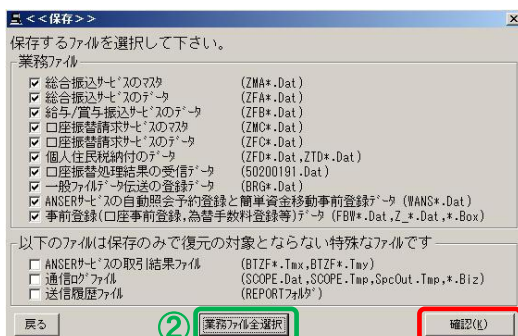 <<保存>>
保存するファイルを選択して下さい。
業務ファイル
総合振込サービスのマスタ (ZMA*.Dat)
総合振込サービスのデータ (ZFA*.Dat)
給与/賞与振込サービスのデータ (ZFB*.Dat)
口座振替請求サービスのマスタ (ZMC*.Dat)
口座振替請求サービスのデータ (ZFC*.Dat)
個人住民税納付のデータ (ZFD*.Dat,ZTD*.Dat)
口座振替処理結果の受信データ (50200191.Dat)
一般ファイルデータ伝送の登録データ (BRG*.Dat)
ANSERサービスの自動照会予約登録と簡単資金移動事前登録データ (WANS*.Dat)
事前登録(口座事前登録,為替手数料登録等)データ (FBW*.Dat,Z_*.Dat,*.Box)
以下のファイルは保存のみで復元の対象とならない特殊なファイルです
ANSERサービスの取引結果ファイル (BTZF*.Tmx,BTZF*.Tmy)
通信ログファイル (SCOPE.Dat,SCOPE.Tmp,SpcOut.Tmp,*.Biz)
送信履歴ファイル (REPORTフォルダ)
戻る ② 業務ファイル全選択 確認(K)